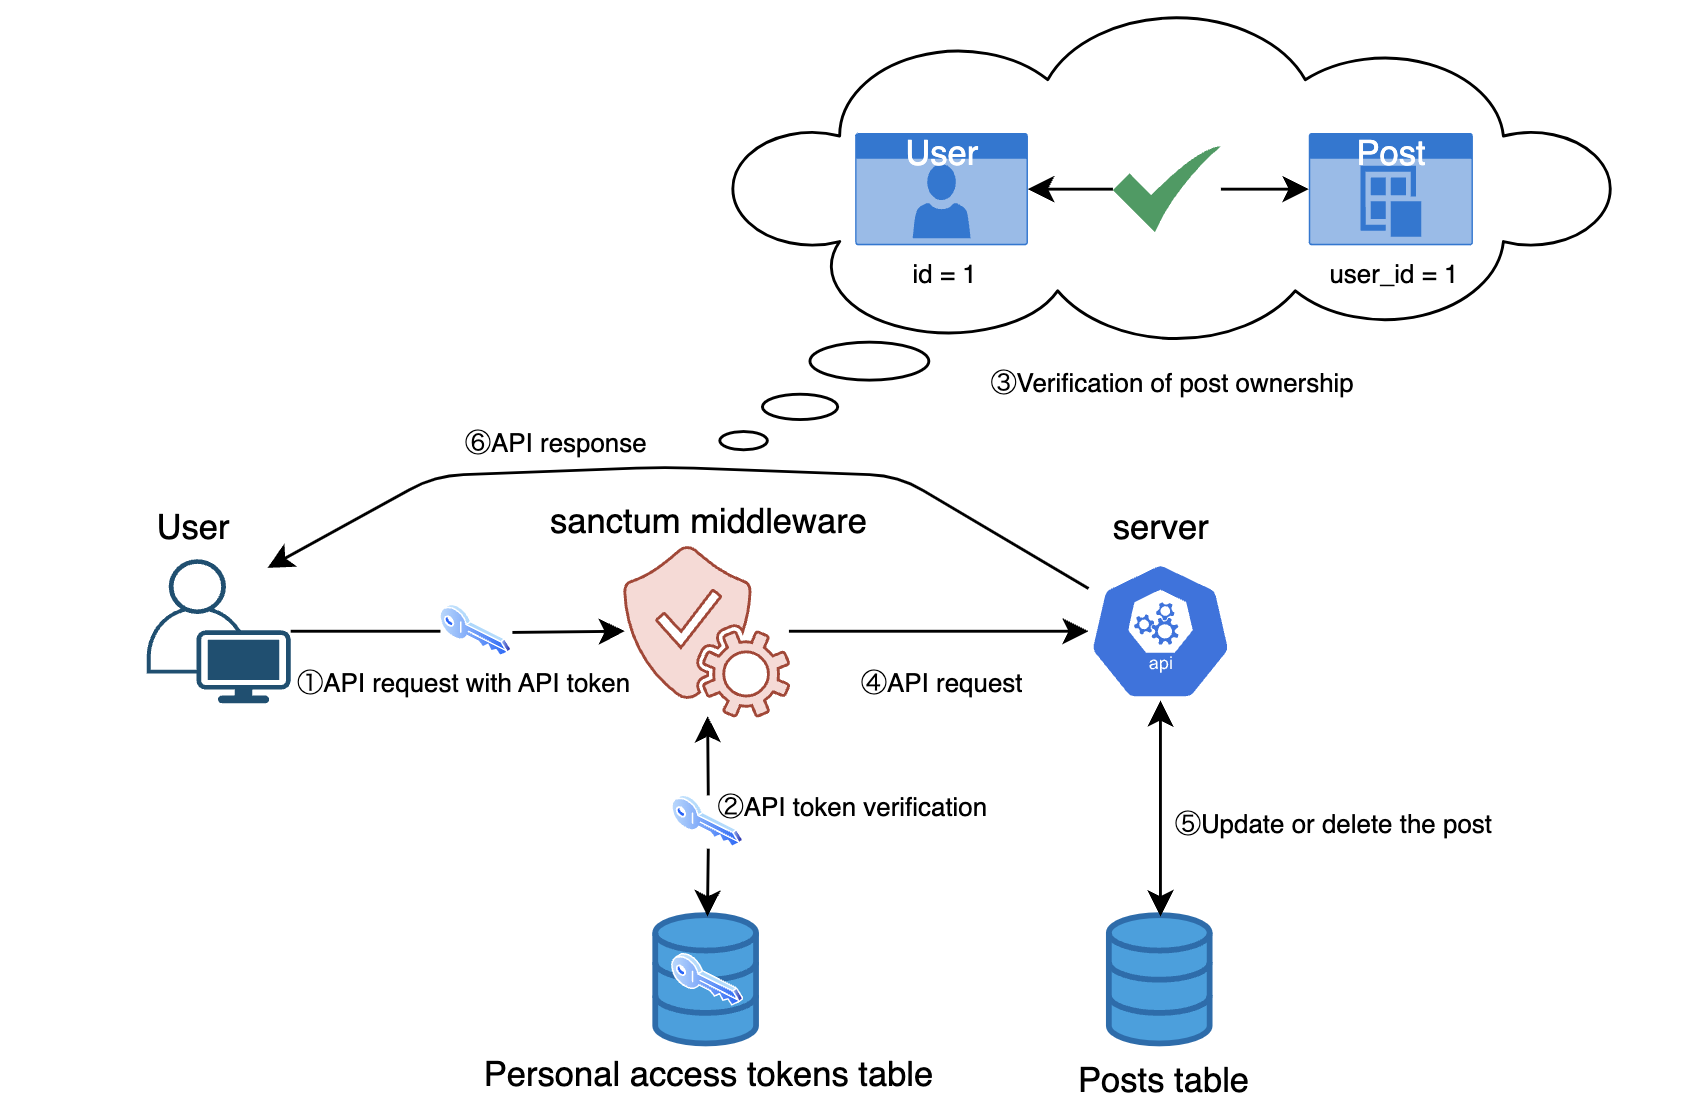 User
Post
id = 1
user_id = 1
③Verification of post ownership
⑥API response
User
sanctum middleware
server
api
①API request with API token
④API request
②API token verification
⑤Update or delete the post
Personal access tokens table
Posts table